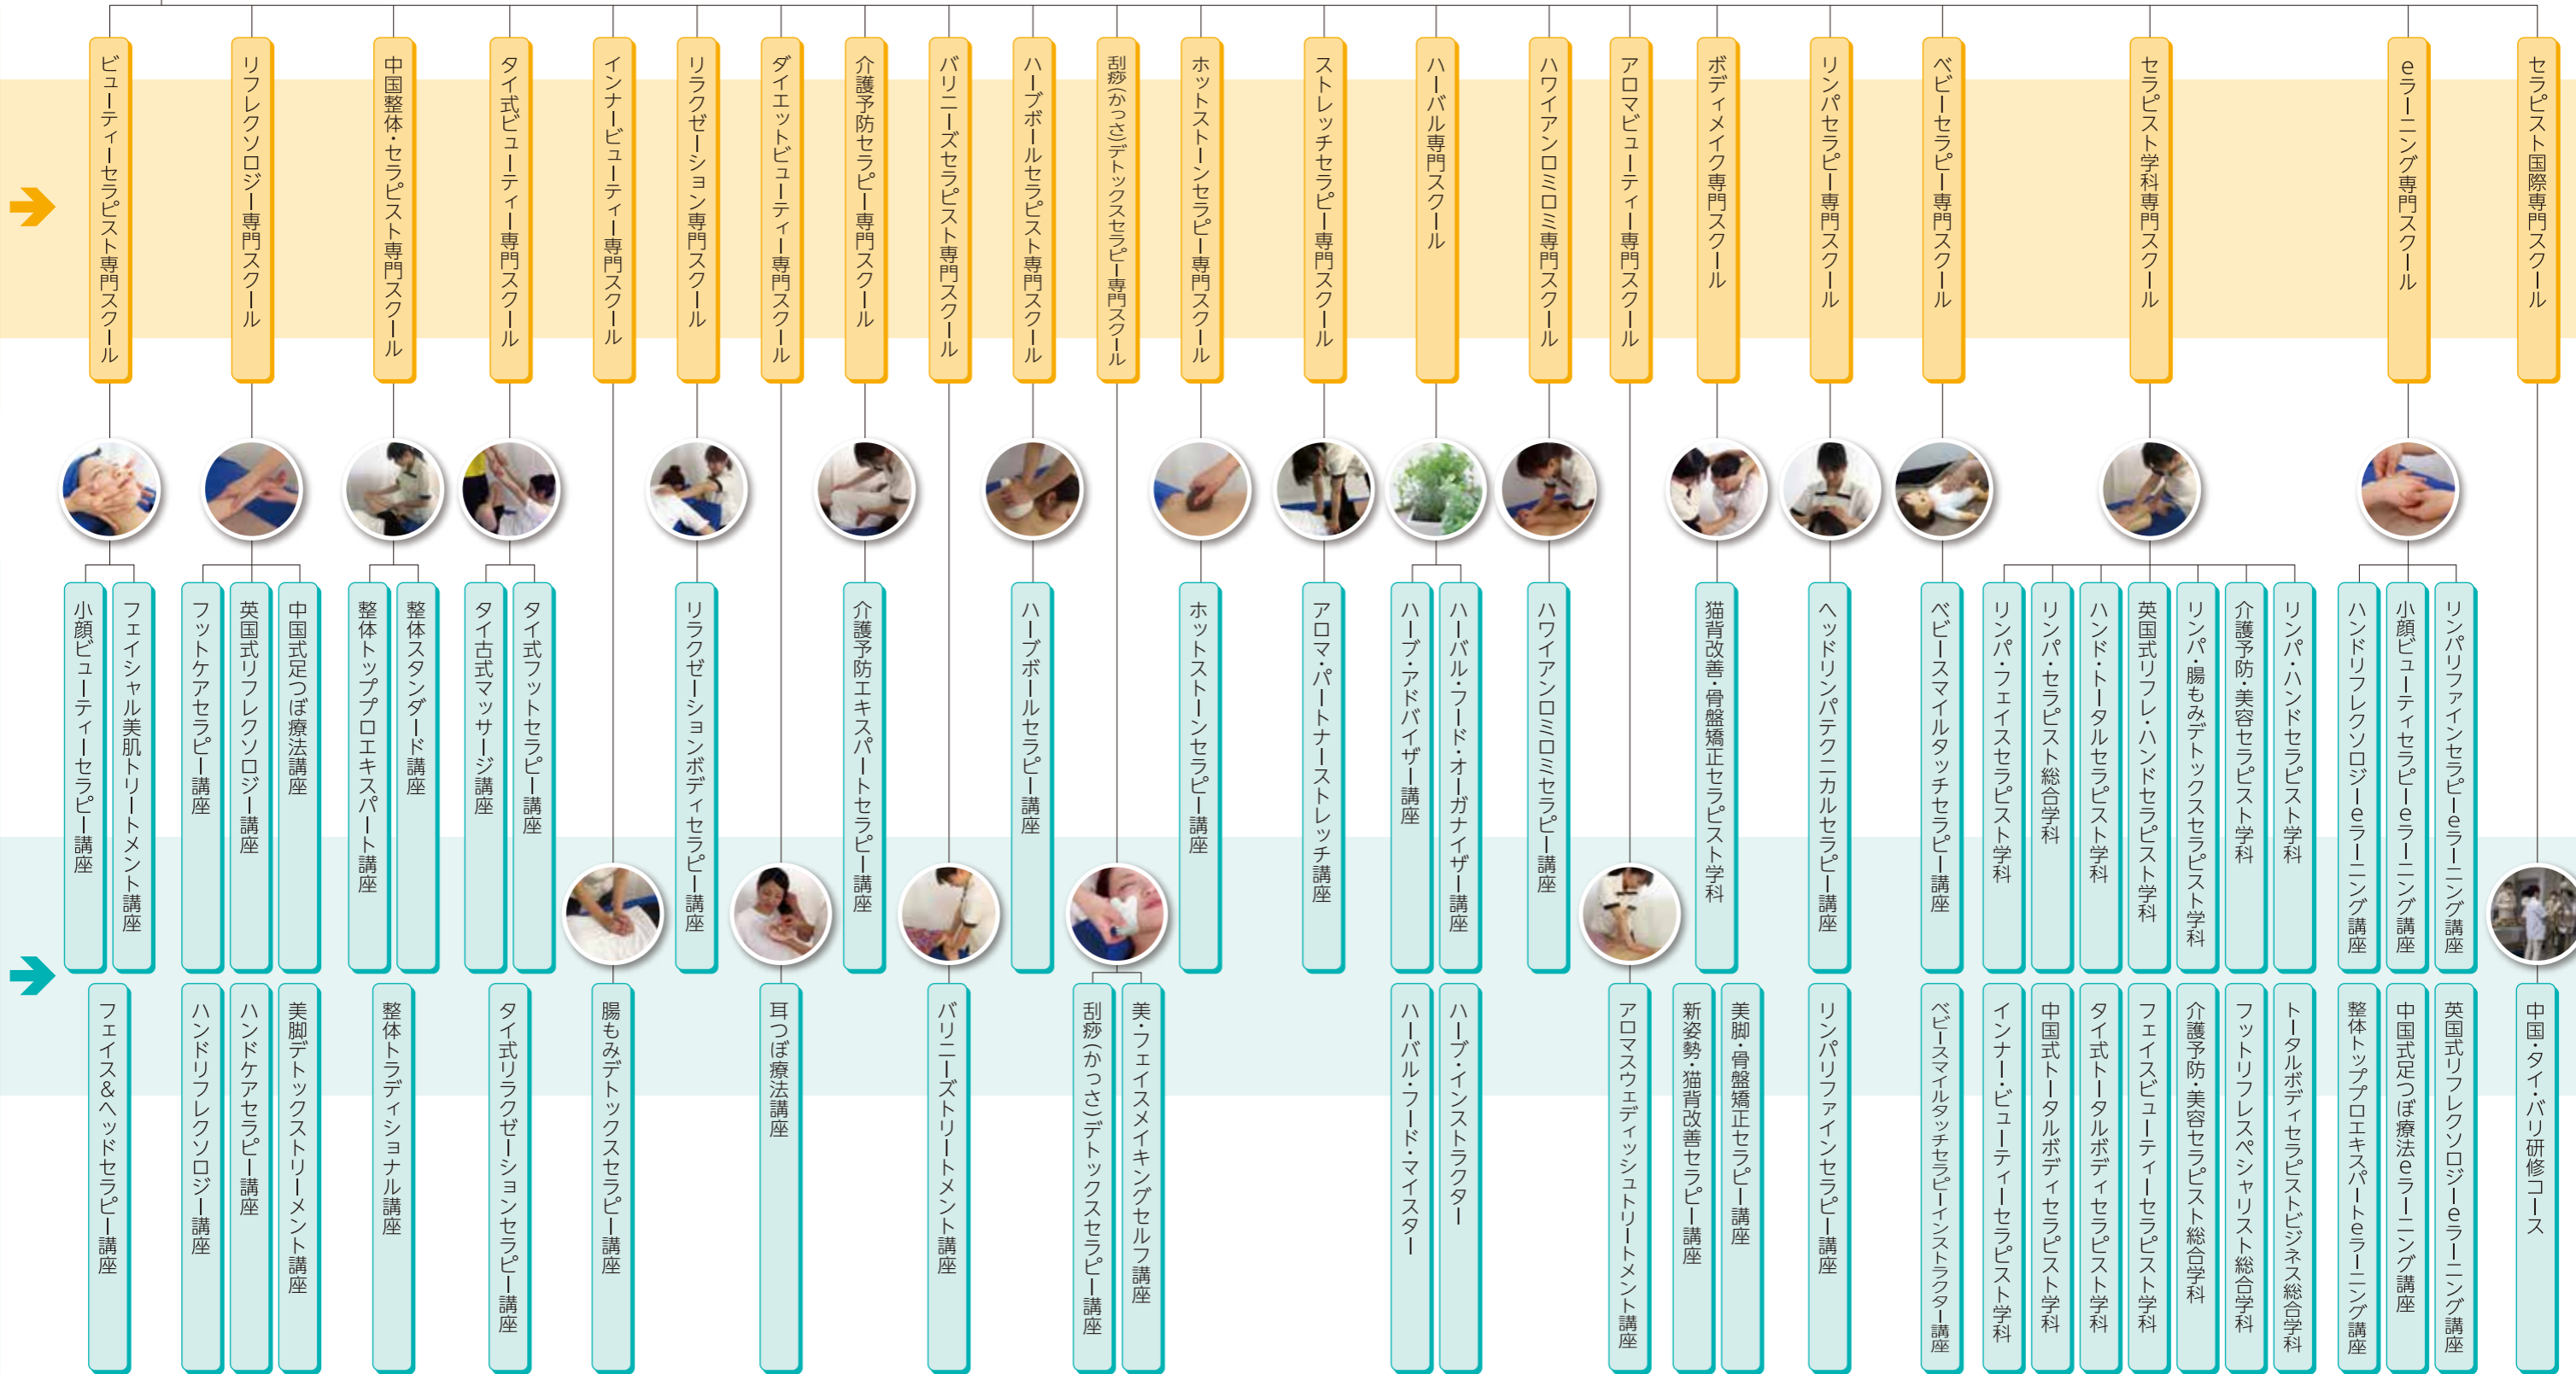 ビューティーセラピスト専門スクール
リフレクソロジー専門スクール
中国整体・セラピスト専門スクール
タイ式ビューティー専門スクール
インナービューティー専門スクール
リラクゼーション専門スクール
ダイエットビューティー専門スクール
介護予防セラピー専門スクール
バリニーズセラピスト専門スクール
ハーブボールセラピスト専門スクール
刮痧(かっさ)デトックスセラピー専門スクール
ホットストーンセラピー専門スクール
ストレッチセラピー専門スクール
ハーバル専門スクール
ハワイアンロミロミ専門スクール
アロマビューティー専門スクール
ボディメイク専門スクール
リンパセラピー専門スクール
ベビーセラピー専門スクール
セラピスト学科専門スクール
eラーニング専門スクール
セラピスト国際専門スクール
小顔ビューティーセラピー講座
フェイシャル美肌トリートメント講座
フットケアセラピー講座
英国式リフレクソロジー講座
中国式足つぼ療法講座
整体トッププロエキスパート講座
整体スタンダード講座
タイ古式マッサージ講座
タイ式フットセラピー講座
リラクゼーションボディセラピー講座
介護予防エキスパートセラピー講座
ハーブボールセラピー講座
ホットストーンセラピー講座
アロマ・パートナーストレッチ講座
ハーブ・アドバイザー講座
ハーバル・フード・オーガナイザー講座
ハワイアンロミロミセラピー講座
猫背改善・骨盤矯正セラピスト学科
ヘッドリンパテクニカルセラピー講座
ベビースマイルタッチセラピー講座
リンパ・フェイスセラピスト学科
リンパ・セラピスト総合学科
ハンド・トータルセラピスト学科
英国式リフレ・ハンドセラピスト学科
リンパ・腸もみデトックスセラピスト学科
介護予防・美容セラピスト学科
リンパ・ハンドセラピスト学科
ハンドリフレクソロジーeラーニング講座
小顔ビューティセラピーeラーニング講座
リンパリファインセラピーeラーニング講座
フェイス&ヘッドセラピー講座
ハンドリフレクソロジー講座
ハンドケアセラピー講座
美脚デトックストリーメント講座
整体トラディショナル講座
タイ式リラクゼーションセラピー講座
腸もみデトックスセラピー講座
耳つぼ療法講座
バリニーズトリートメント講座
刮痧(かっさ)デトックスセラピー講座
美・フェイスメイキングセルフ講座
ハーバル・フード・マイスター
ハーブ・インストラクター
アロマスウェディッシュトリートメント講座
新姿勢・猫背改善セラピー講座
美脚・骨盤矯正セラピー講座
リンパリファインセラピー講座
ベビースマイルタッチセラピーインストラクター講座
インナー・ビューティーセラピスト学科
中国式トータルボディセラピスト学科
タイ式トータルボディセラピスト学科
フェイスビューティーセラピスト学科
介護予防・美容セラピスト総合学科
フットリフレスペシャリスト総合学科
トータルボディセラピストビジネス総合学科
整体トッププロエキスパートeラーニング講座
中国式足つぼ療法eラーニング講座
英国式リフレクソロジーeラーニング講座
中国・タイ・バリ研修コース